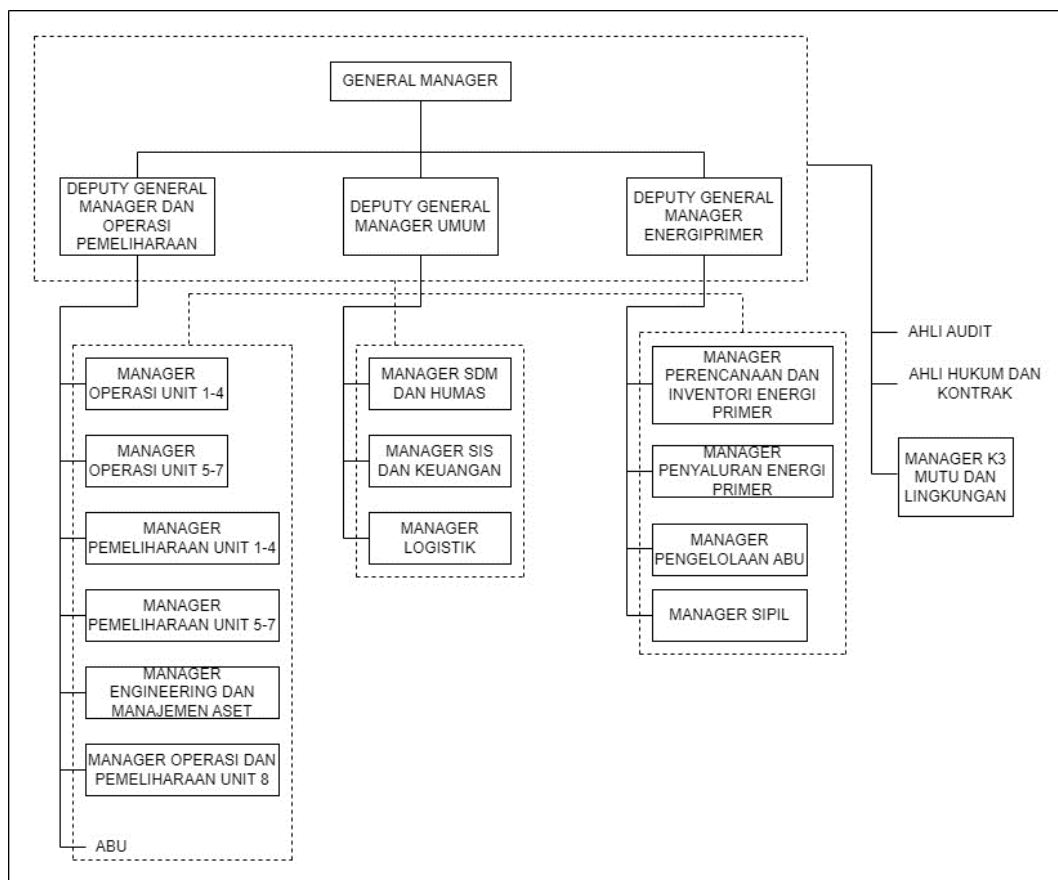 GENERAL MANAGER
DEPUTY GENERAL
MANAGER DAN
OPERASI
PEMELIHARAAN
DEPUTY GENERAL
MANAGER UMUM
DEPUTY GENERAL
MANAGER
ENERGIPRIMER
MANAGER
OPERASI UNIT 1-4
MANAGER
OPERASI UNIT 5-7
MANAGER
PEMELIHARAAN UNIT 1-4
MANAGER
PEMELIHARAAN UNIT 5-7
MANAGER
ENGINEERING DAN
MANAJEMEN ASET
MANAGER OPERASI DAN
PEMELIHARAAN UNIT 8
ABU
MANAGER SDM
DAN HUMAS
MANAGER SIS
DAN KEUANGAN
MANAGER
LOGISTIK
MANAGER
PERENCANAAN DAN
INVENTORI ENERGI
PRIMER
MANAGER
PENYALURAN ENERGI
PRIMER
MANAGER
PENGELOLAAN ABU
MANAGER SIPIL
AHLI AUDIT
AHLI HUKUM DAN
KONTRAK
MANAGER K3
MUTU DAN
LINGKUNGAN